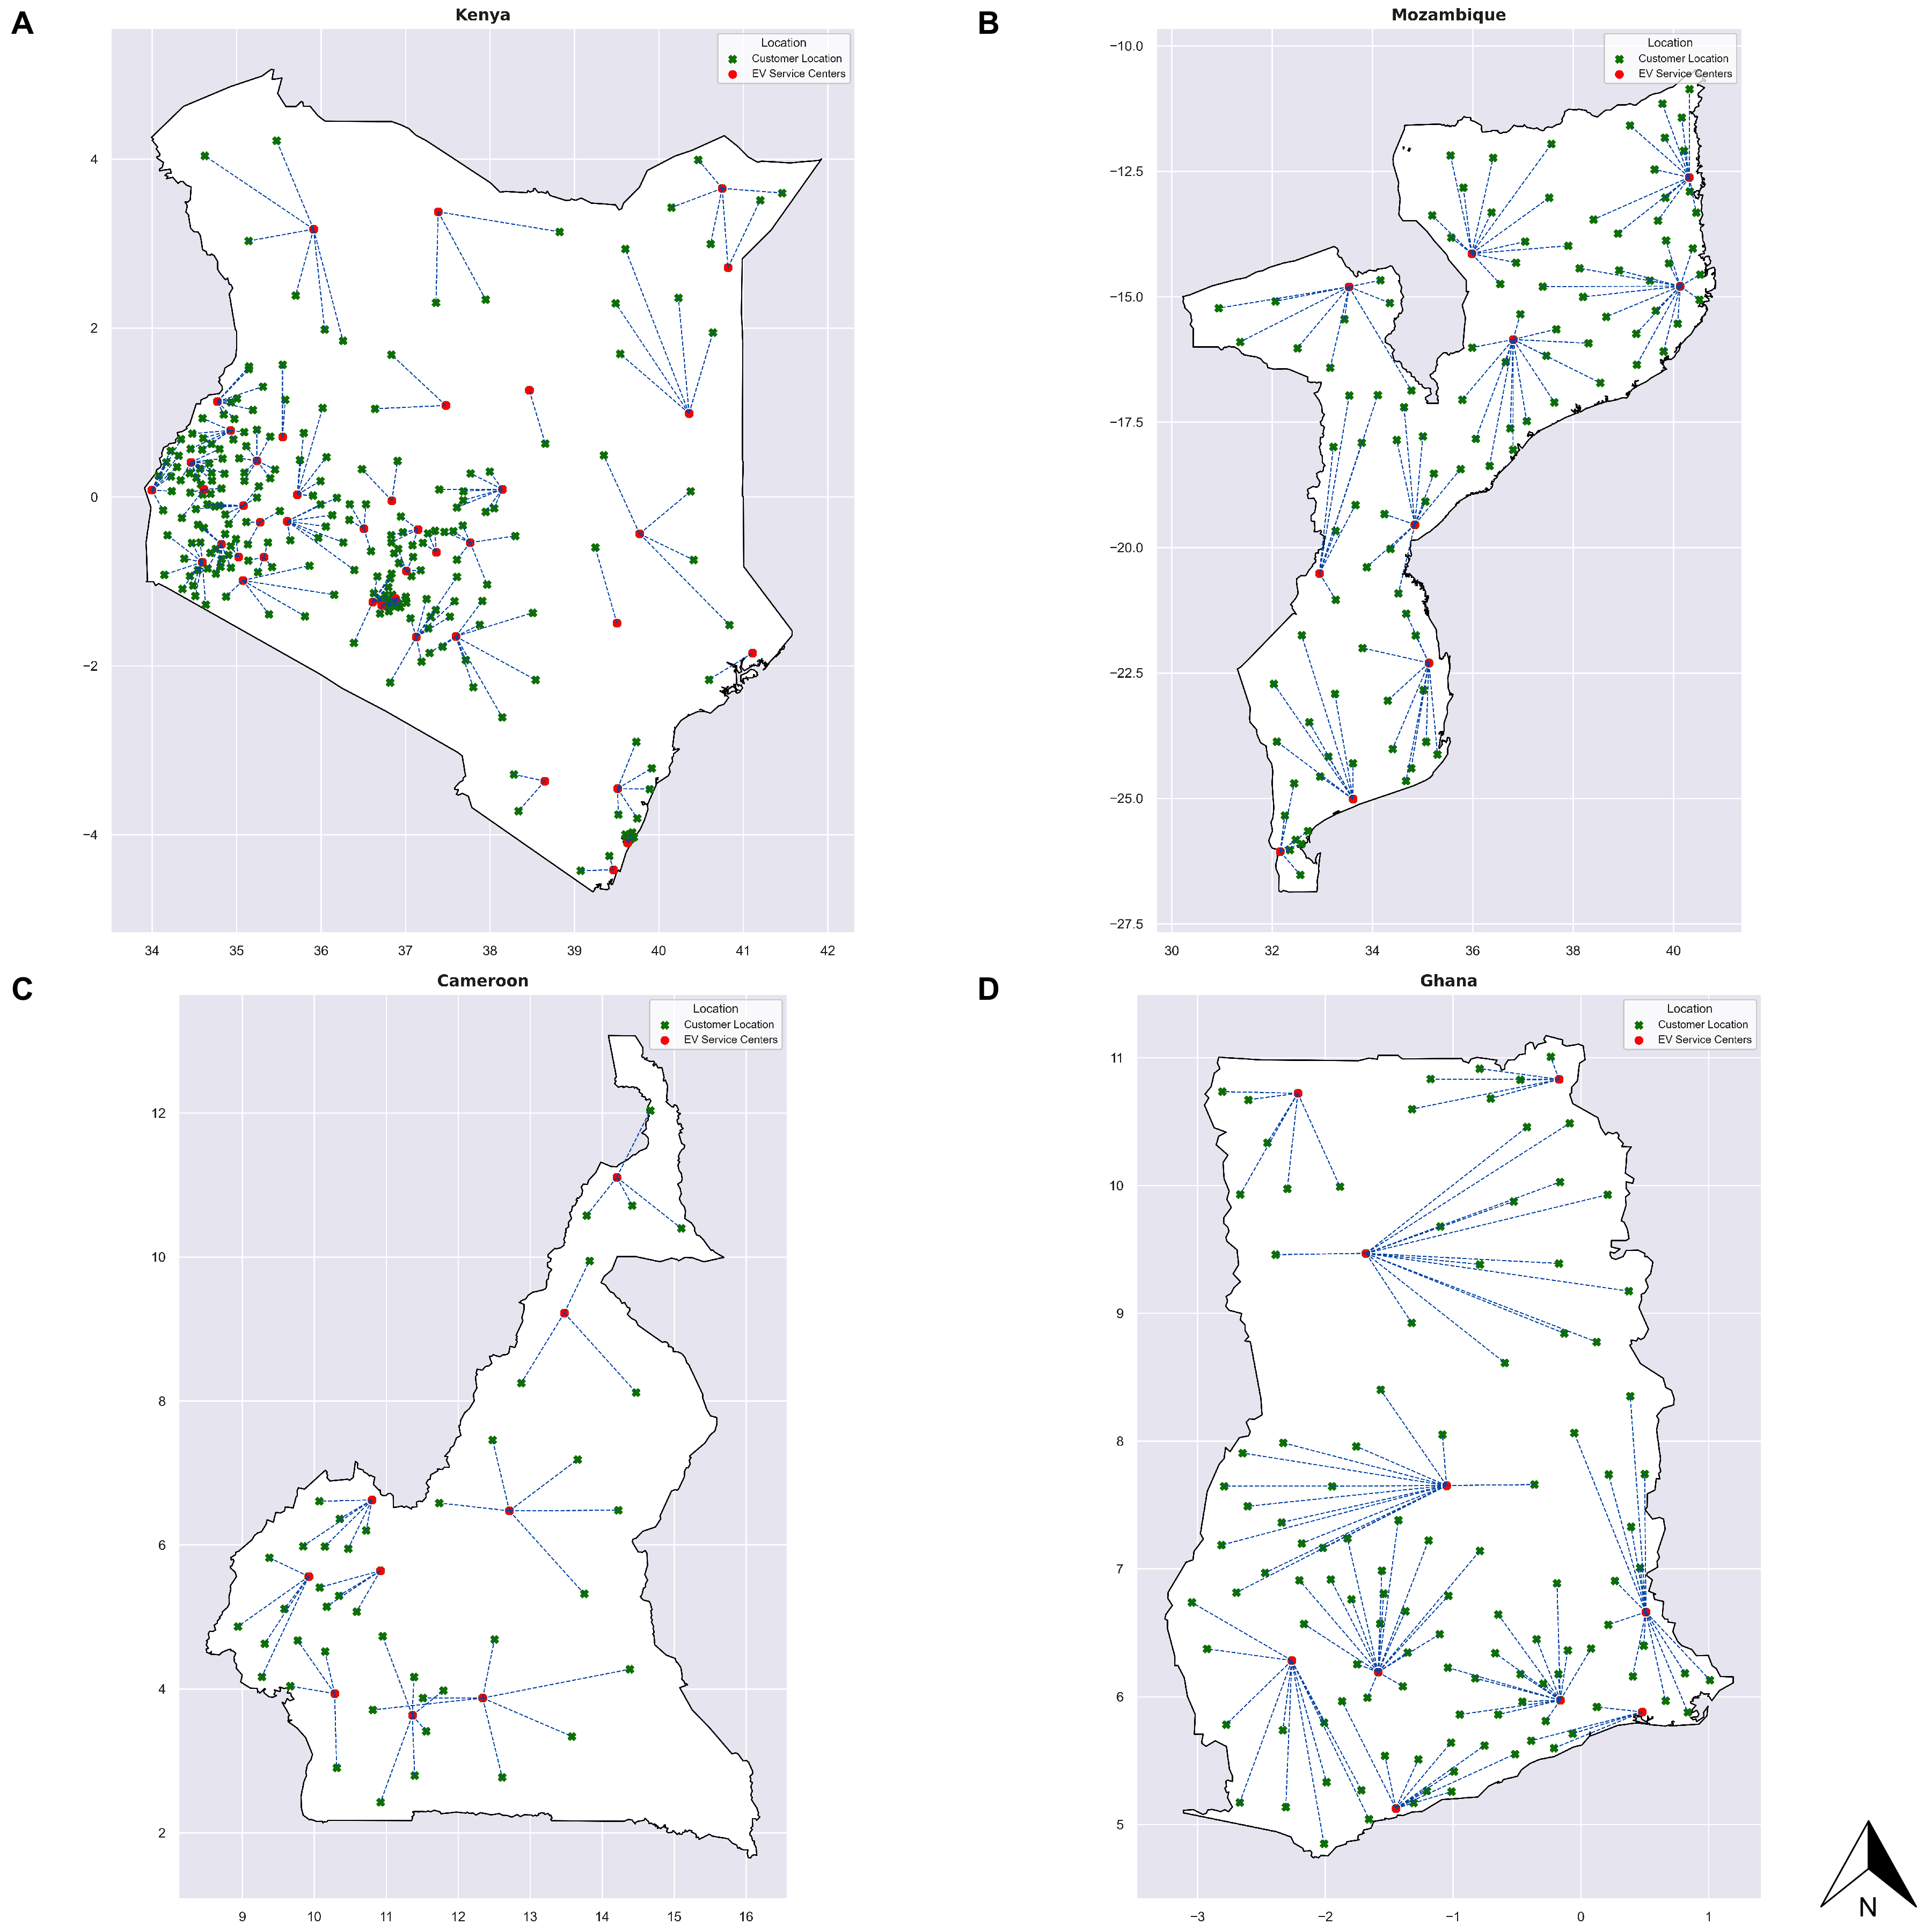 A
Kenya
Location
Customer Location
EV Service Centers
4
2
0
−2
−4
34 35 36 37 38 39 40 41 42
B
Mozambique
Location
Customer Location
EV Service Centers
−10.0
−12.5
−15.0
−17.5
−20.0
−22.5
−25.0
−27.5
30 32 34 36 38 40
C
Cameroon
Location
Customer Location
EV Service Centers
12
10
8
6
4
2
9 10 11 12 13 14 15 16
D
Ghana
Location
Customer Location
EV Service Centers
11
10
9
8
7
6
5
−3 −2 −1 0 1
N